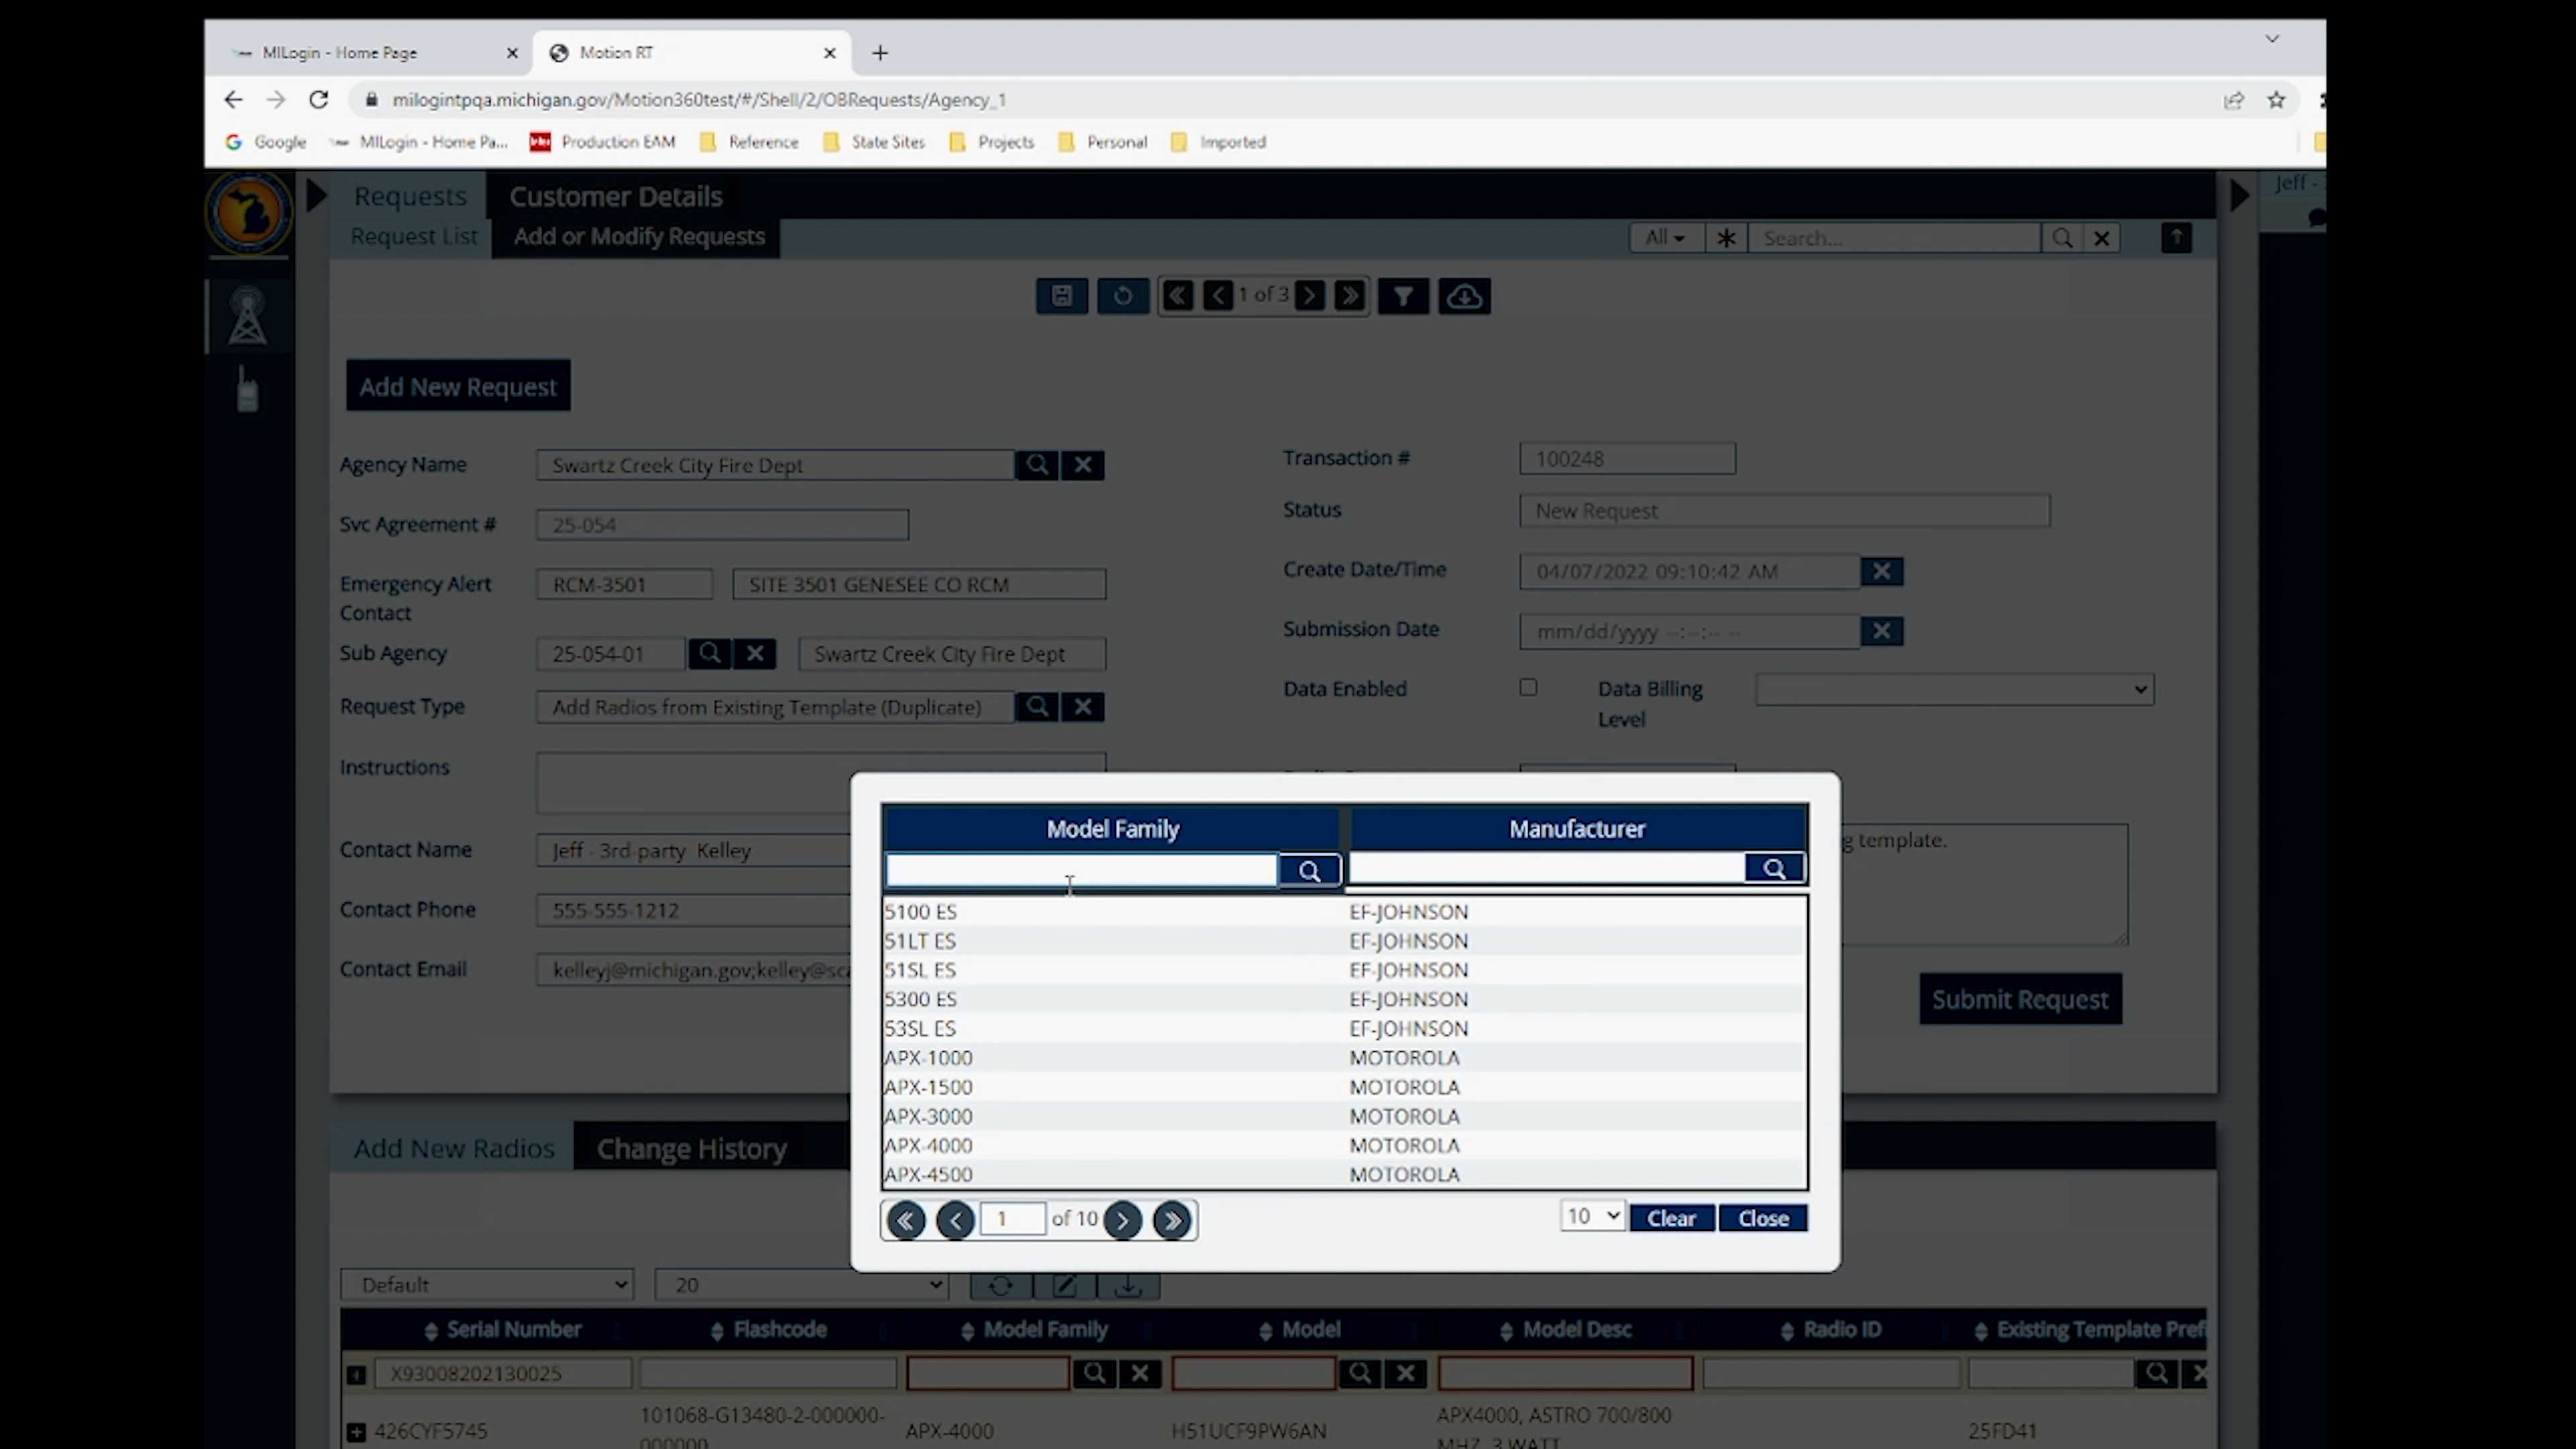 MILogin - Home Page
Motion RT
milogintpqa.michigan.gov/Motion360test/#/Shell/2/OBRequests/Agency_1
Google MILogin - Home Pa... Production EAM Reference State Sites Projects Personal Imported
Requests Customer Details
Jeff -
Request List Add or Modify Requests All Search...
1 of 3
Add New Request
Agency Name Swartz Creek City Fire Dept
Transaction # 100248
Svc Agreement # 25-054
Status New Request
Emergency Alert Contact RCM-3501 SITE 3501 GENESEE CO RCM
Create Date/Time 04/07/2022 09:10:42 AM
Sub Agency 25-054-01 Swartz Creek City Fire Dept
Submission Date mm/dd/yyyy --:--:-- --
Request Type Add Radios from Existing Template (Duplicate)
Data Enabled Data Billing Level
Instructions
Contact Name Jeff - 3rd-party Kelley
g template.
Contact Phone 555-555-1212
Contact Email kelleyj@michigan.gov;kelley@sca
Submit Request
Model Family Manufacturer
5100 ES EF-JOHNSON
51LT ES EF-JOHNSON
51SL ES EF-JOHNSON
5300 ES EF-JOHNSON
53SL ES EF-JOHNSON
APX-1000 MOTOROLA
APX-1500 MOTOROLA
APX-3000 MOTOROLA
APX-4000 MOTOROLA
APX-4500 MOTOROLA
1 of 10 10 Clear Close
Add New Radios Change History
Default 20
Serial Number Flashcode Model Family Model Model Desc Radio ID Existing Template Prefi
X93008202130025
426CYF5745 101068-G13480-2-000000-000000 APX-4000 H51UCF9PW6AN APX4000, ASTRO 700/800 MHZ, 3 WATT 25FD41